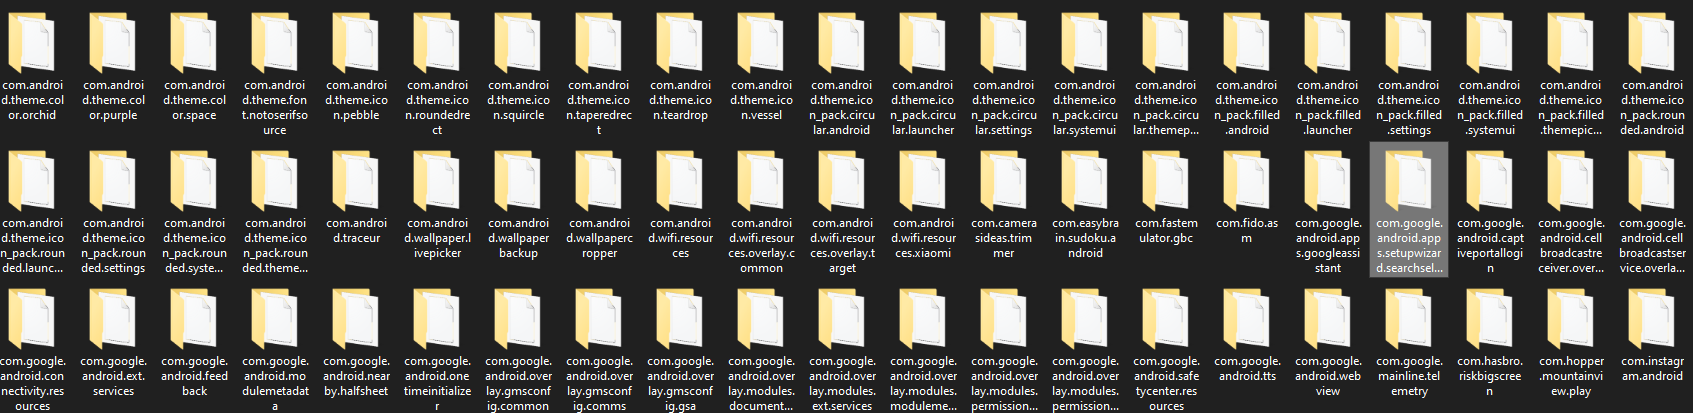 com.android.theme.color.orchid
com.android.theme.color.purple
com.android.theme.color.space
com.android.theme.font.notoserifsource
com.android.theme.icon.pebble
com.android.theme.icon.roundedrect
com.android.theme.icon.squircle
com.android.theme.icon.taperedrect
com.android.theme.icon.teardrop
com.android.theme.icon.vessel
com.android.theme.icon_pack.circular.android
com.android.theme.icon_pack.circular.launcher
com.android.theme.icon_pack.circular.settings
com.android.theme.icon_pack.circular.systemui
com.android.theme.icon_pack.circular.themep...
com.android.theme.icon_pack.filled.android
com.android.theme.icon_pack.filled.launcher
com.android.theme.icon_pack.filled.settings
com.android.theme.icon_pack.filled.systemui
com.android.theme.icon_pack.filled.themepic...
com.android.theme.icon_pack.rounded.android
com.android.theme.icon_pack.rounded.launc...
com.android.theme.icon_pack.rounded.settings
com.android.theme.icon_pack.rounded.syste...
com.android.theme.icon_pack.rounded.theme...
com.android.traceur
com.android.wallpaper.livepicker
com.android.wallpaperbackup
com.android.wallpapercropper
com.android.wifi.resources
com.android.wifi.resources.overlay.common
com.android.wifi.resources.overlay.target
com.android.wifi.resources.xiaomi
com.cameraideas.trimmer
com.easybrain.sudoku.android
com.fastemulator.gbc
com.fido.asm
com.google.android.apps.googleassistant
com.google.android.apps.setupwizard.searchsel...
com.google.android.captiveportallogin
com.google.android.cellbroadcastreceiver.over...
com.google.android.cellbroadcastservice.overla...
com.google.android.connectivity.resources
com.google.android.ext.services
com.google.android.feedback
com.google.android.modulemetadata
com.google.android.nearby.halfsheet
com.google.android.onetimeinitializer
com.google.android.overlay.gmsconfig.common
com.google.android.overlay.gmsconfig.comms
com.google.android.overlay.gmsconfig.gsa
com.google.android.overlay.modules.document...
com.google.android.overlay.modules.ext.services
com.google.android.overlay.modules.moduleme...
com.google.android.overlay.modules.permission...
com.google.android.overlay.modules.permission...
com.google.android.safetycenter.resources
com.google.android.tts
com.google.android.webview
com.google.mainline.telemetry
com.hasbro.riskbigscreen
com.hopper.mountainview.play
com.instagram.android